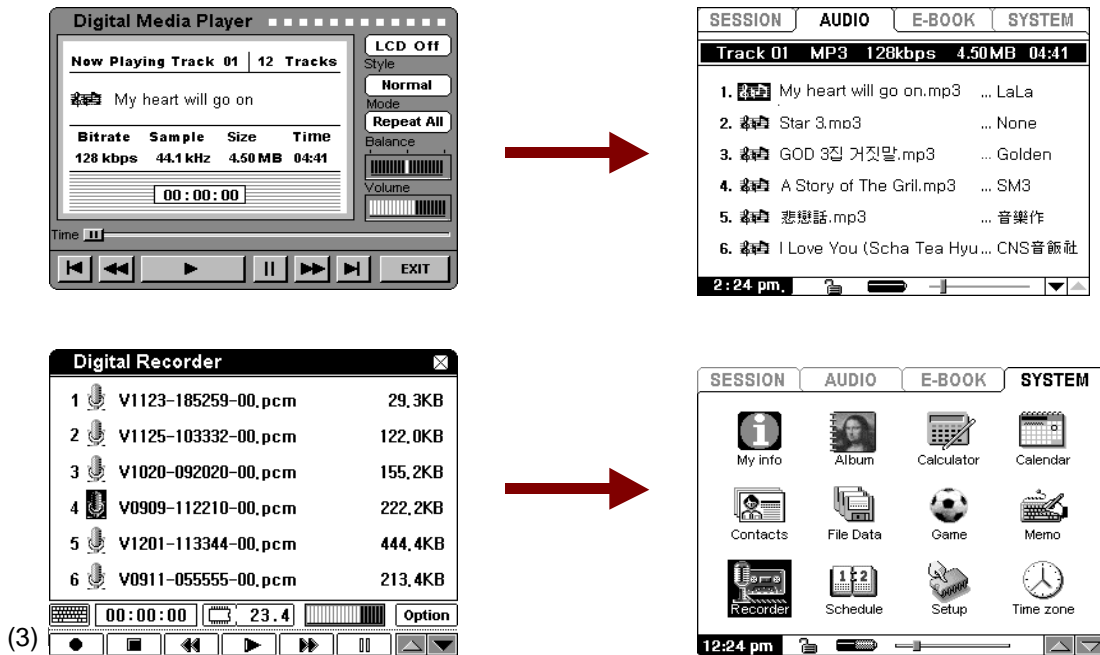 Digital Media Player
LCD Off
Now Playing Track 01 12 Tracks
Style
Normal
My heart will go on
Mode
Repeat All
Bitrate Sample Size Time
Balance
128 kbps 44.1 kHz 4.50 MB 04:41
Volume
00:00:00
Time
EXIT
SESSION AUDIO E-BOOK SYSTEM
Track 01 MP3 128kbps 4.50MB 04:41
1. My heart will go on.mp3 ... LaLa
2. Star 3.mp3 ... None
3. GOD 3집 거짓말.mp3 ... Golden
4. A Story of The Gril.mp3 ... SM3
5. 悲戀話.mp3 ... 音樂作
6. I Love You (Scha Tea Hyu... CNS音飯社
2:24 pm.
Digital Recorder
1 V1123-185259-00.pcm 29.3KB
2 V1125-103332-00.pcm 122.0KB
3 V1020-092020-00.pcm 155.2KB
4 V0909-112210-00.pcm 222.2KB
5 V1201-113344-00.pcm 444.4KB
6 V0911-055555-00.pcm 213.4KB
00:00:00 23.4 Option
(3)
SESSION AUDIO E-BOOK SYSTEM
My info Album Calculator Calendar
Contacts File Data Game Memo
1 2
Recorder Schedule Setup Time zone
12:24 pm